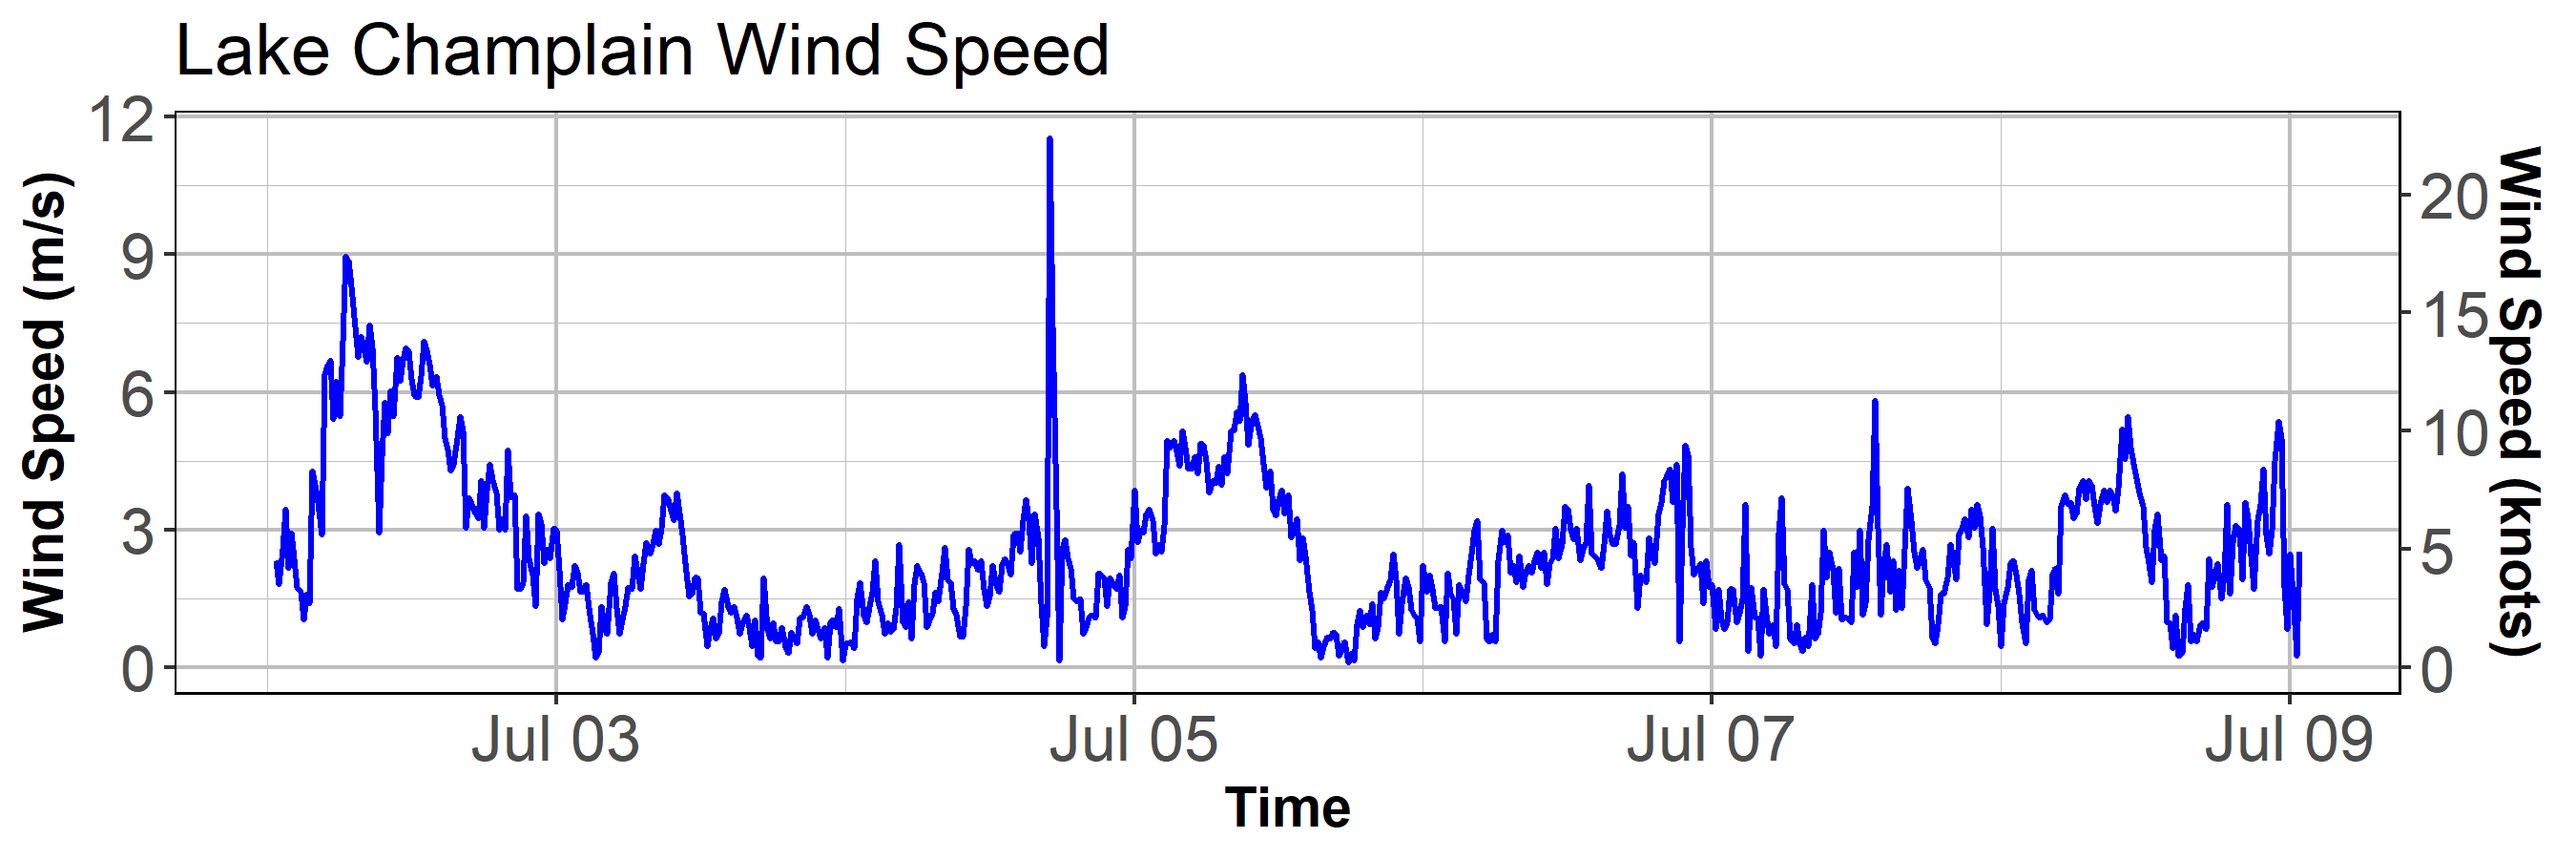 Lake Champlain Wind Speed
12
9
6
3
0
Wind Speed (m/s)
20
15
10
5
0
Wind Speed (knots)
Jul 03
Jul 05
Jul 07
Jul 09
Time